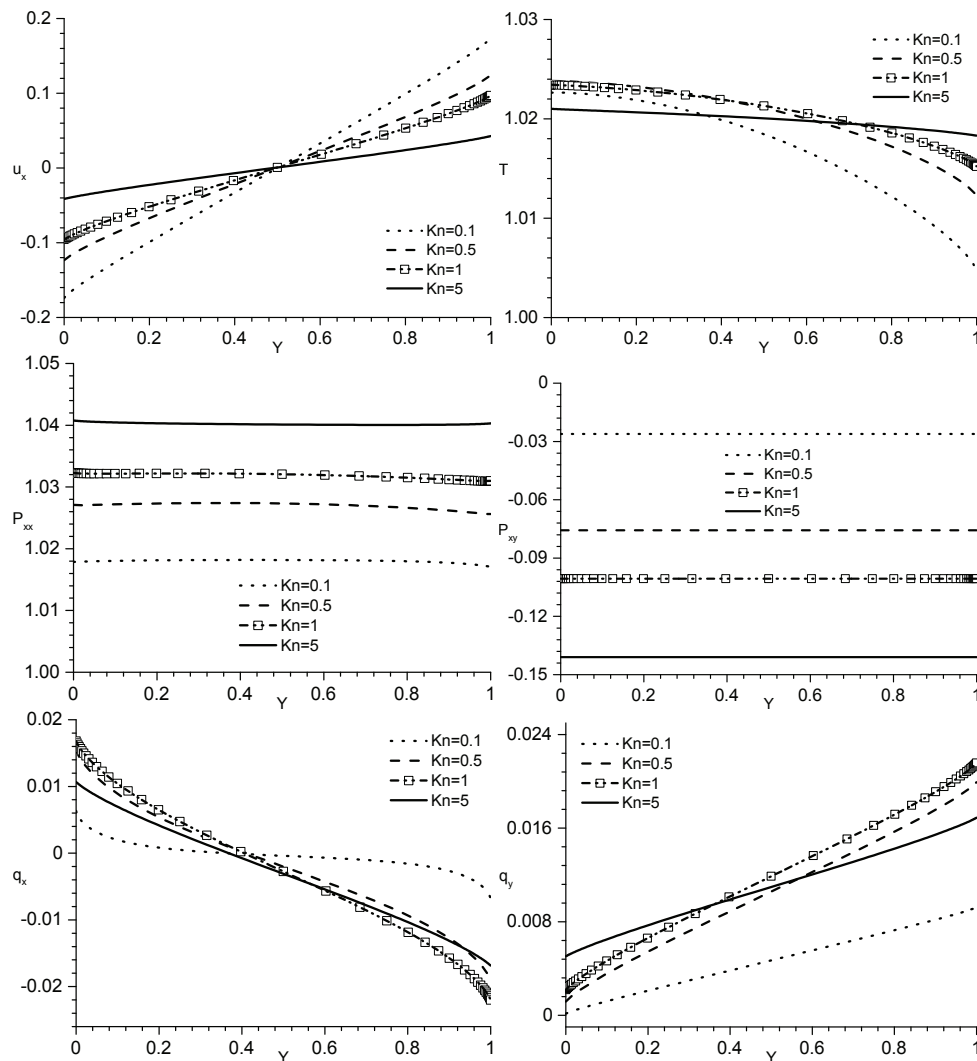 0.2
0.1
0
-0.1
-0.2
u_x
Kn=0.1
Kn=0.5
Kn=1
Kn=5
0 0.2 0.4 0.6 0.8 1
Y
1.03
1.02
1.01
1.00
T
Kn=0.1
Kn=0.5
Kn=1
Kn=5
0 0.2 0.4 0.6 0.8 1
Y
1.05
1.04
1.03
1.02
1.01
1.00
P_xx
Kn=0.1
Kn=0.5
Kn=1
Kn=5
0 0.2 0.4 0.6 0.8 1
Y
0
-0.03
-0.06
-0.09
-0.12
-0.15
P_xy
Kn=0.1
Kn=0.5
Kn=1
Kn=5
0 0.2 0.4 0.6 0.8 1
Y
0.02
0.01
0
-0.01
-0.02
q_x
Kn=0.1
Kn=0.5
Kn=1
Kn=5
0 0.2 0.4 0.6 0.8 1
Y
0.024
0.016
0.008
0
q_y
Kn=0.1
Kn=0.5
Kn=1
Kn=5
0 0.2 0.4 0.6 0.8 1
Y